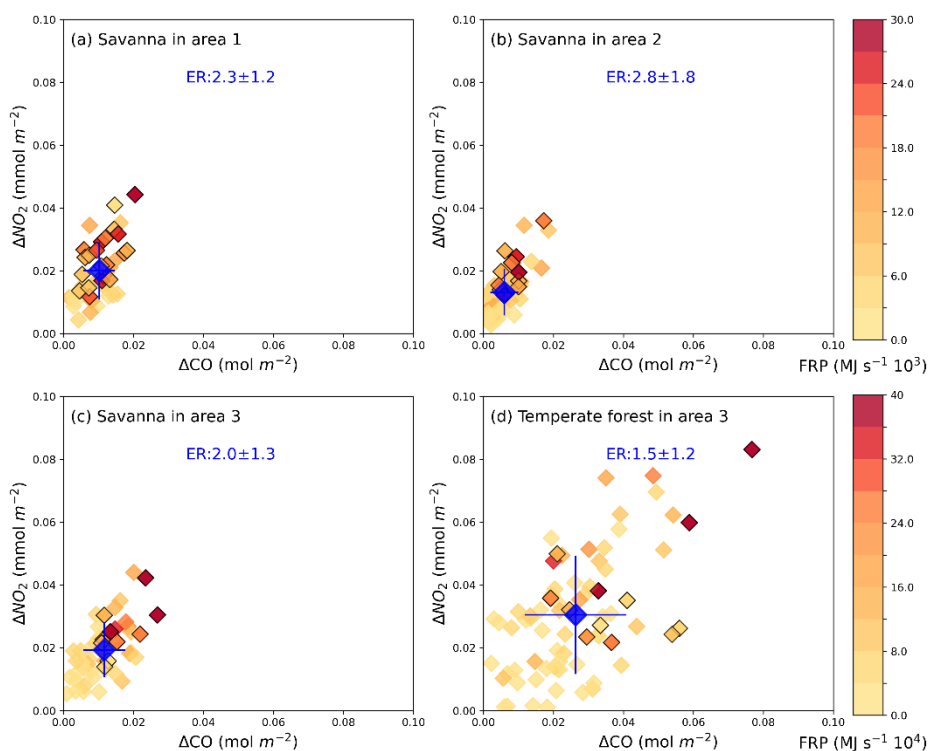 (a) Savanna in area 1
ER:2.3±1.2
ΔNO₂ (mmol m⁻²)
0.10
0.08
0.06
0.04
0.02
0.00
0.00 0.02 0.04 0.06 0.08 0.10
ΔCO (mol m⁻²)
(b) Savanna in area 2
ER:2.8±1.8
ΔNO₂ (mmol m⁻²)
0.10
0.08
0.06
0.04
0.02
0.00
0.00 0.02 0.04 0.06 0.08 0.10
ΔCO (mol m⁻²)
30.0
24.0
18.0
12.0
6.0
0.0
FRP (MJ s⁻¹ 10³)
(c) Savanna in area 3
ER:2.0±1.3
ΔNO₂ (mmol m⁻²)
0.10
0.08
0.06
0.04
0.02
0.00
0.00 0.02 0.04 0.06 0.08 0.10
ΔCO (mol m⁻²)
(d) Temperate forest in area 3
ER:1.5±1.2
ΔNO₂ (mmol m⁻²)
0.10
0.08
0.06
0.04
0.02
0.00
0.00 0.02 0.04 0.06 0.08 0.10
ΔCO (mol m⁻²)
40
32.0
24.0
16.0
8.0
0.0
FRP (MJ s⁻¹ 10⁴)